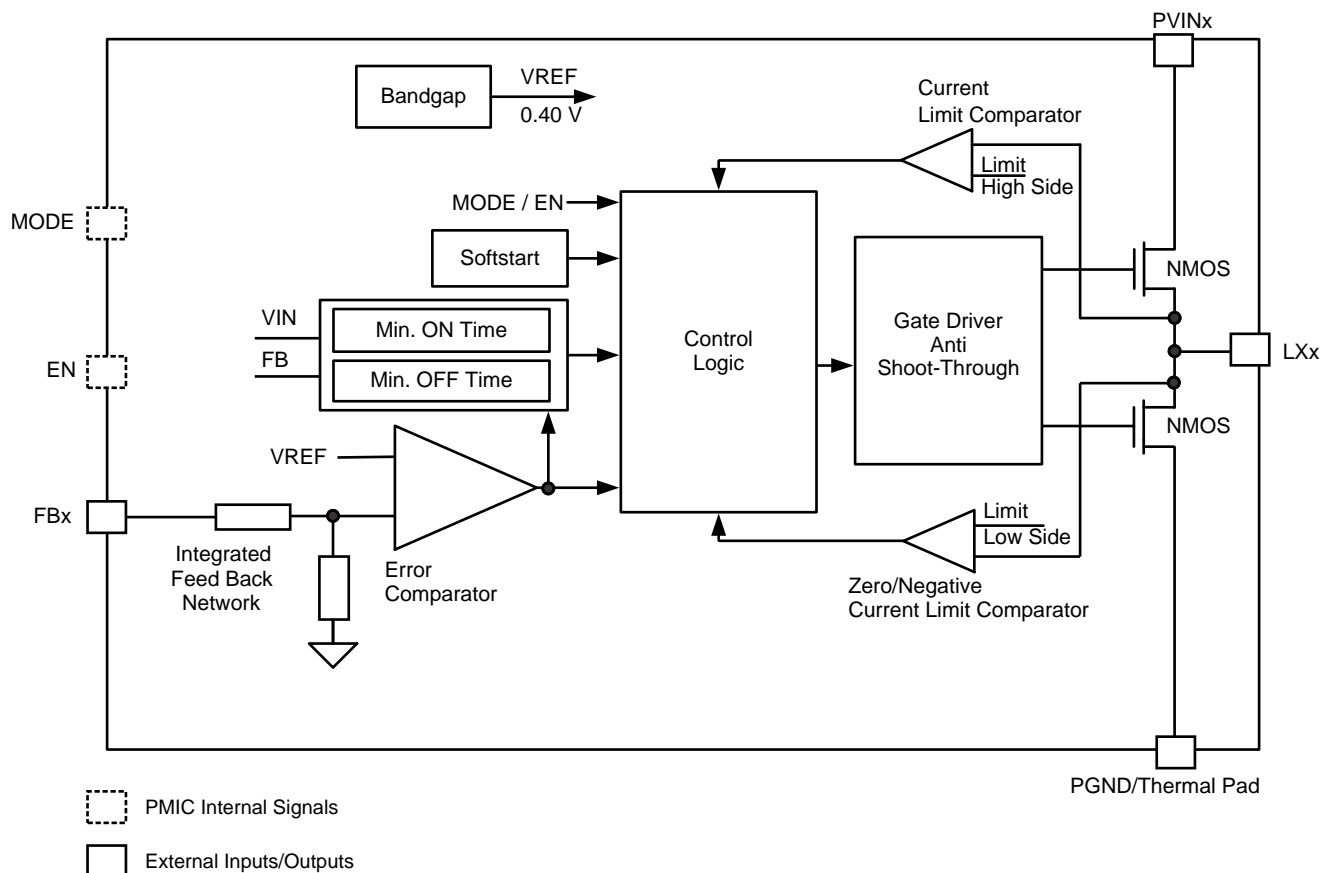 PVINx
Bandgap
VREF
0.40 V
Current
Limit Comparator
Limit
High Side
MODE
MODE / EN
Softstart
NMOS
VIN
FB
Min. ON Time
Min. OFF Time
Control
Logic
Gate Driver
Anti
Shoot-Through
LXx
EN
NMOS
VREF
FBx
Limit
Low Side
Integrated
Feed Back
Network
Error
Comparator
Zero/Negative
Current Limit Comparator
PGND/Thermal Pad
PMIC Internal Signals
External Inputs/Outputs